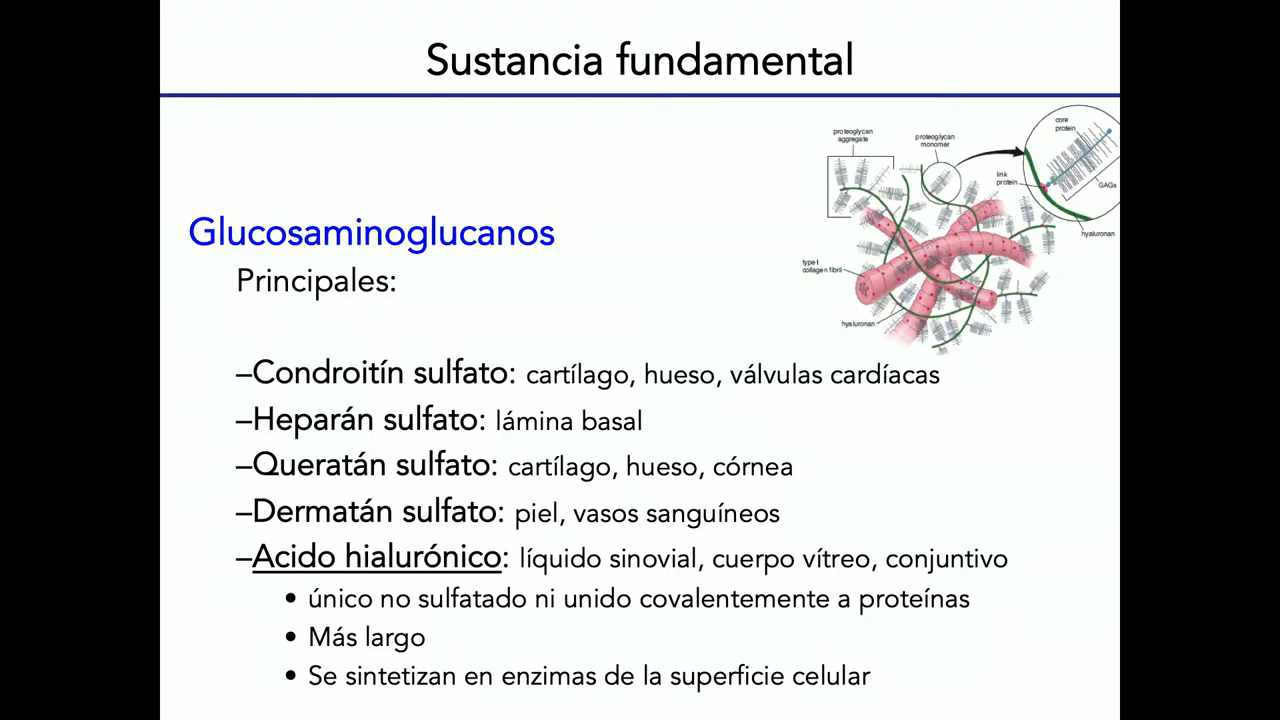 Sustancia fundamental
proteoglycan
aggregate
proteoglycan
monomer
core
protein
link
protein
GAGs
hyaluronan
type I
collagen fibril
hyaluronan
Glucosaminoglucanos
Principales:
–Condroitín sulfato: cartílago, hueso, válvulas cardíacas
–Heparán sulfato: lámina basal
–Queratán sulfato: cartílago, hueso, córnea
–Dermatán sulfato: piel, vasos sanguíneos
–Acido hialurónico: líquido sinovial, cuerpo vítreo, conjuntivo
• único no sulfatado ni unido covalentemente a proteínas
• Más largo
• Se sintetizan en enzimas de la superficie celular